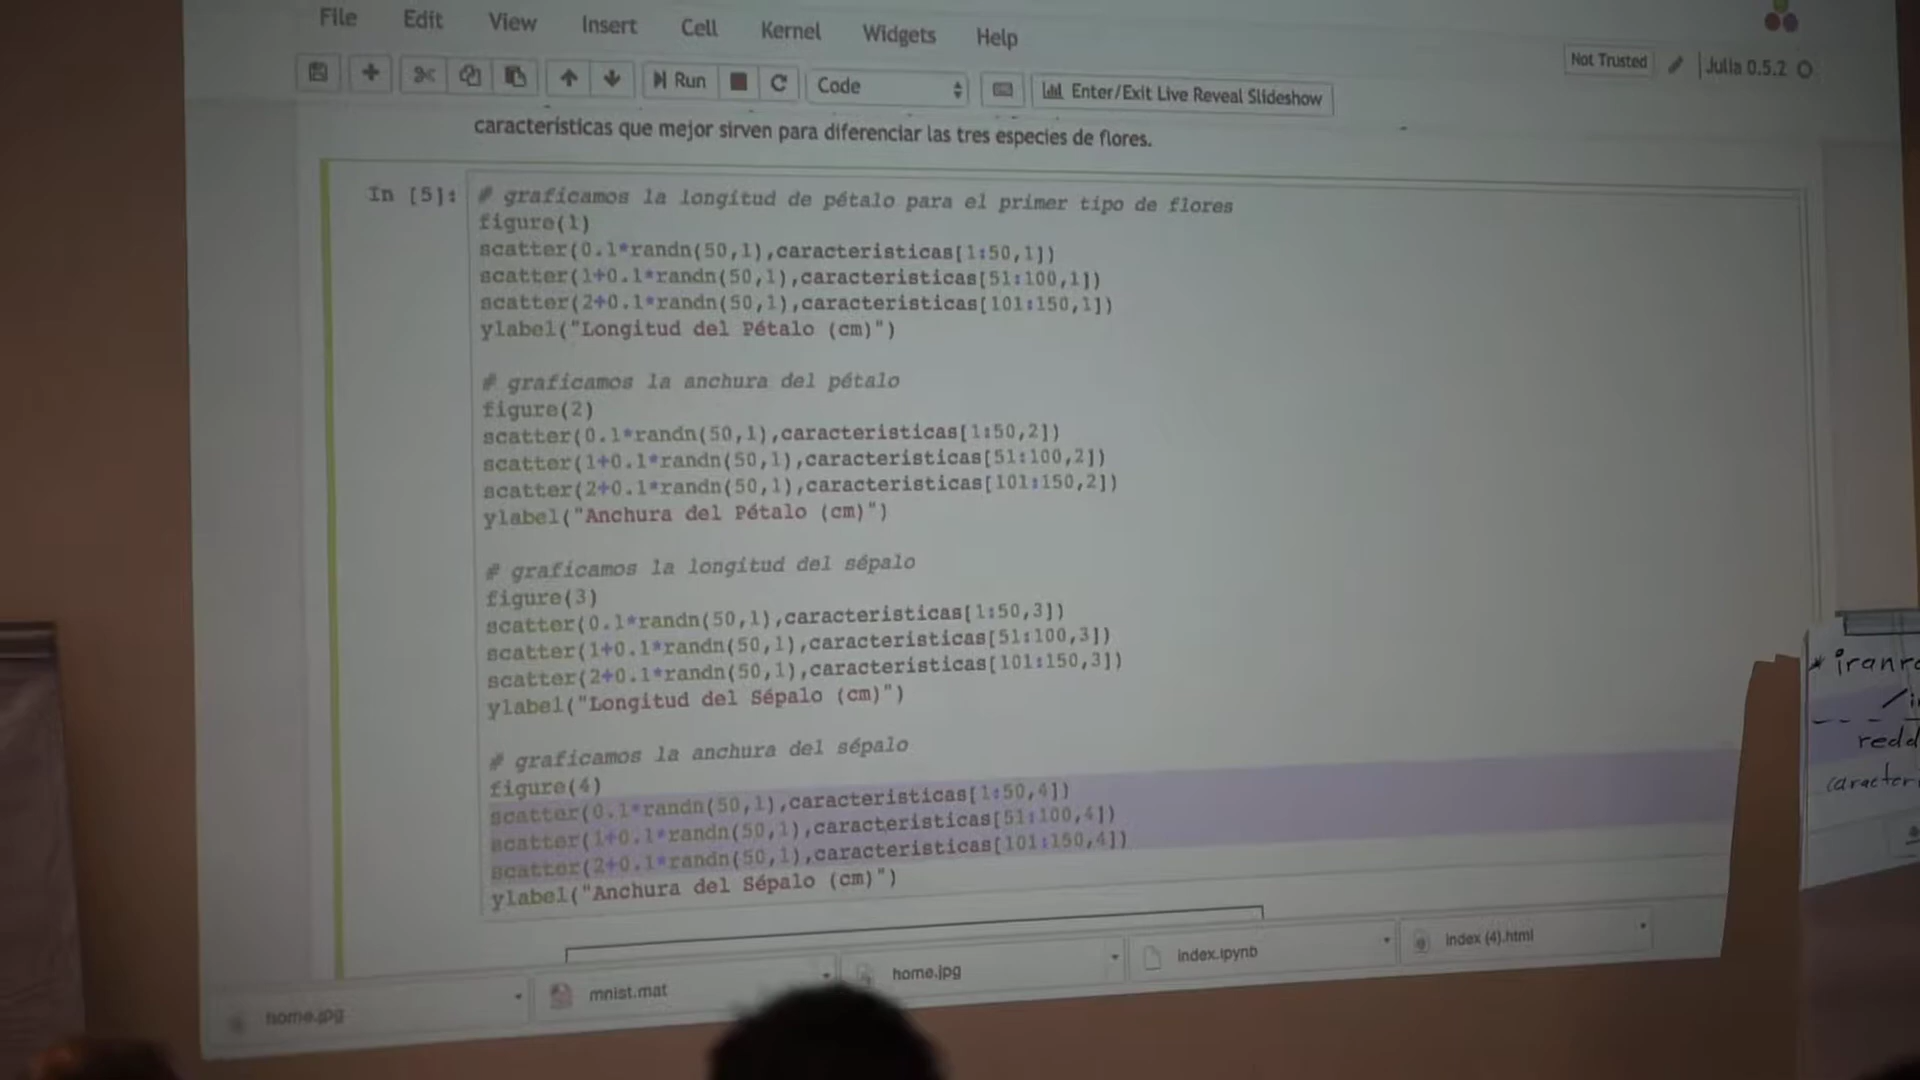 File Edit View Insert Cell Kernel Widgets Help
Run Code Enter/Exit Live Reveal Slideshow Not Trusted Julia 0.5.2
características que mejor sirven para diferenciar las tres especies de flores.
In [5]: # graficamos la longitud de pétalo para el primer tipo de flores
figure(1)
scatter(0.1*randn(50,1),caracteristicas[1:50,1])
scatter(1+0.1*randn(50,1),caracteristicas[51:100,1])
scatter(2+0.1*randn(50,1),caracteristicas[101:150,1])
ylabel("Longitud del Pétalo (cm)")
# graficamos la anchura del pétalo
figure(2)
scatter(0.1*randn(50,1),caracteristicas[1:50,2])
scatter(1+0.1*randn(50,1),caracteristicas[51:100,2])
scatter(2+0.1*randn(50,1),caracteristicas[101:150,2])
ylabel("Anchura del Pétalo (cm)")
# graficamos la longitud del sépalo
figure(3)
scatter(0.1*randn(50,1),caracteristicas[1:50,3])
scatter(1+0.1*randn(50,1),caracteristicas[51:100,3])
scatter(2+0.1*randn(50,1),caracteristicas[101:150,3])
ylabel("Longitud del Sépalo (cm)")
# graficamos la anchura del sépalo
figure(4)
scatter(0.1*randn(50,1),caracteristicas[1:50,4])
scatter(1+0.1*randn(50,1),caracteristicas[51:100,4])
scatter(2+0.1*randn(50,1),caracteristicas[101:150,4])
ylabel("Anchura del Sépalo (cm)")
home.jpg mnist.mat home.jpg index.ipynb index (4).html